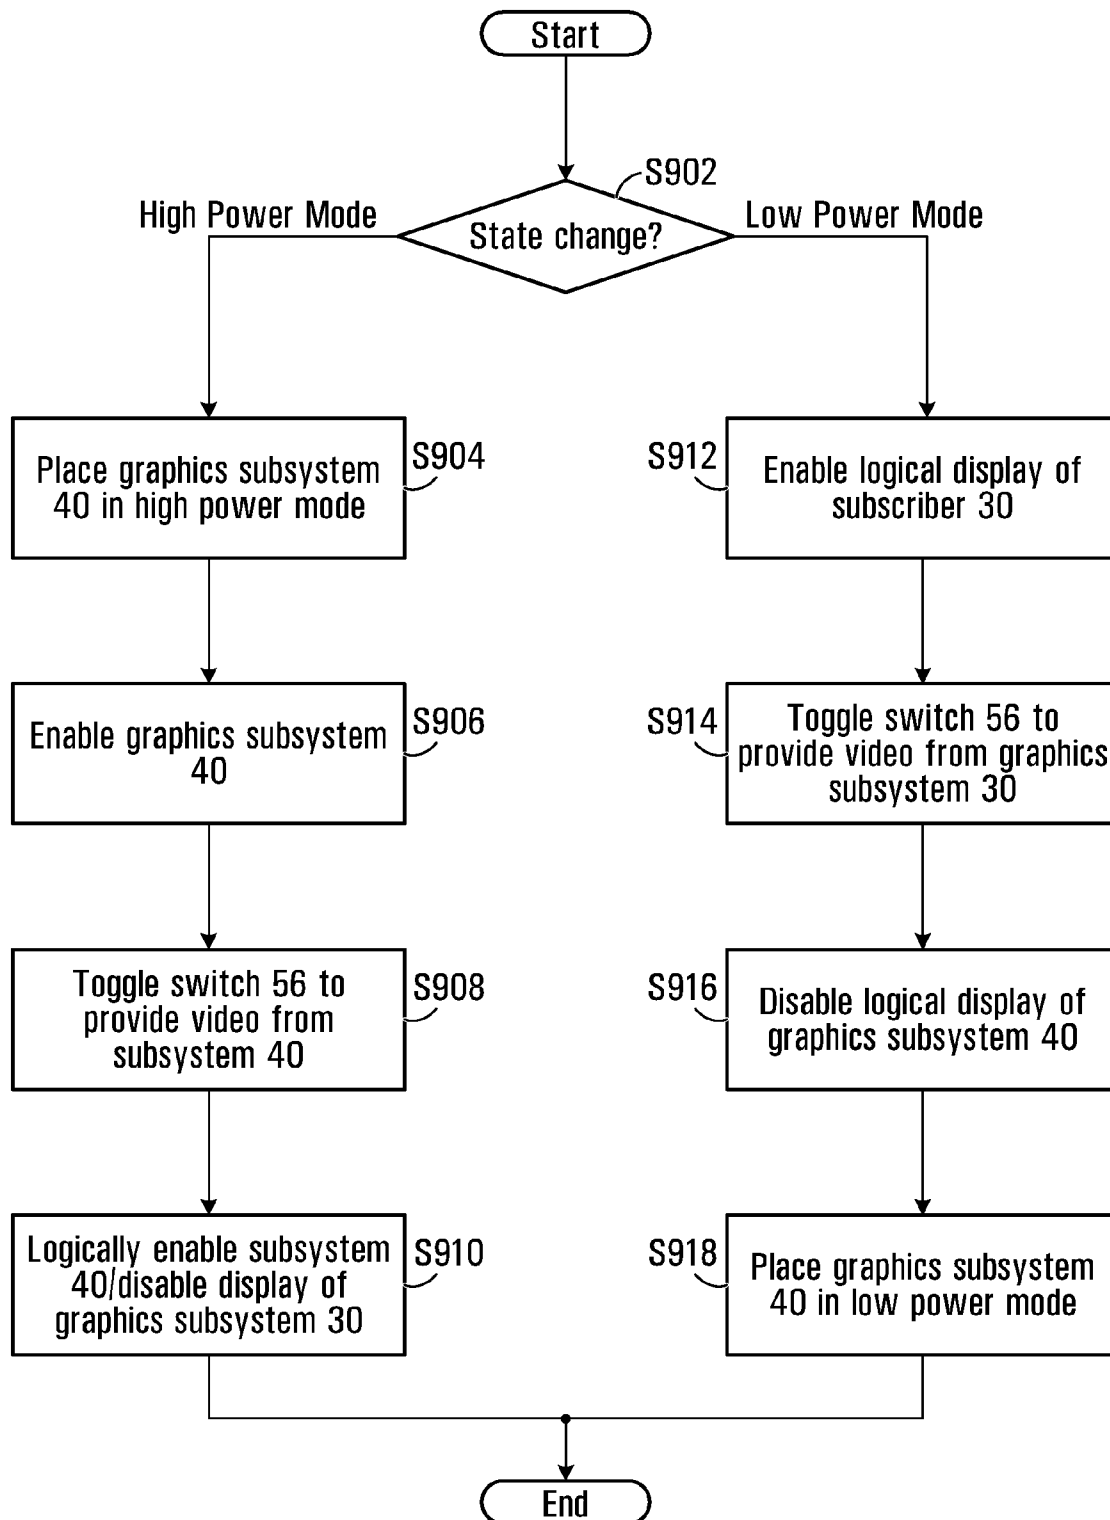 Start
S902
High Power Mode
State change?
Low Power Mode
Place graphics subsystem
40 in high power mode
S904
Enable graphics subsystem
40
S906
Toggle switch 56 to
provide video from
subsystem 40
S908
Logically enable subsystem
40/disable display of
graphics subsystem 30
S910
S912
Enable logical display of
subscriber 30
S914
Toggle switch 56 to
provide video from graphics
subsystem 30
S916
Disable logical display of
graphics subsystem 40
S918
Place graphics subsystem
40 in low power mode
End